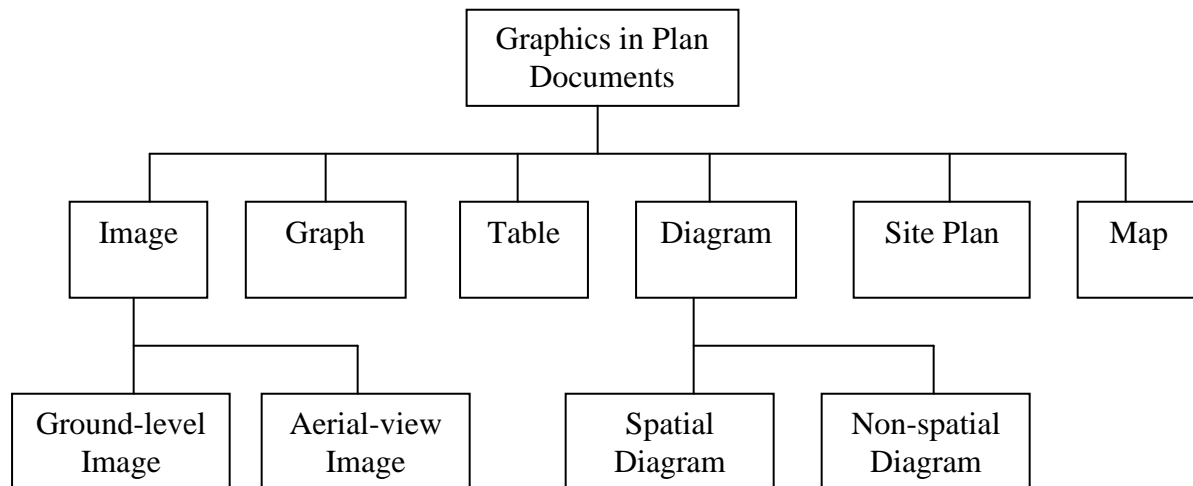 Graphics in Plan
Documents
Image
Graph
Table
Diagram
Site Plan
Map
Ground-level
Image
Aerial-view
Image
Spatial
Diagram
Non-spatial
Diagram